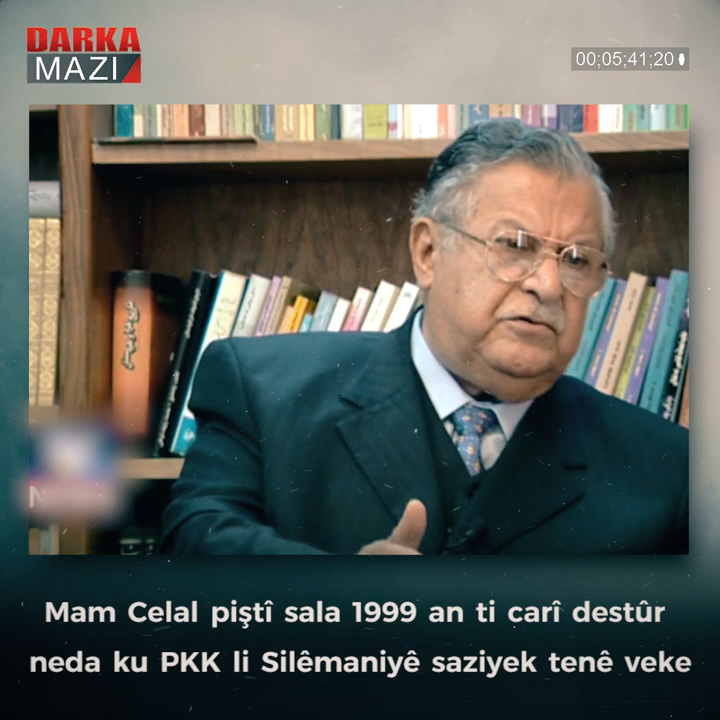 DARKA
MAZI
00;05;41;20
Mam Celal piştî sala 1999 an ti carî destûr
neda ku PKK li Silêmaniyê saziyek tenê veke